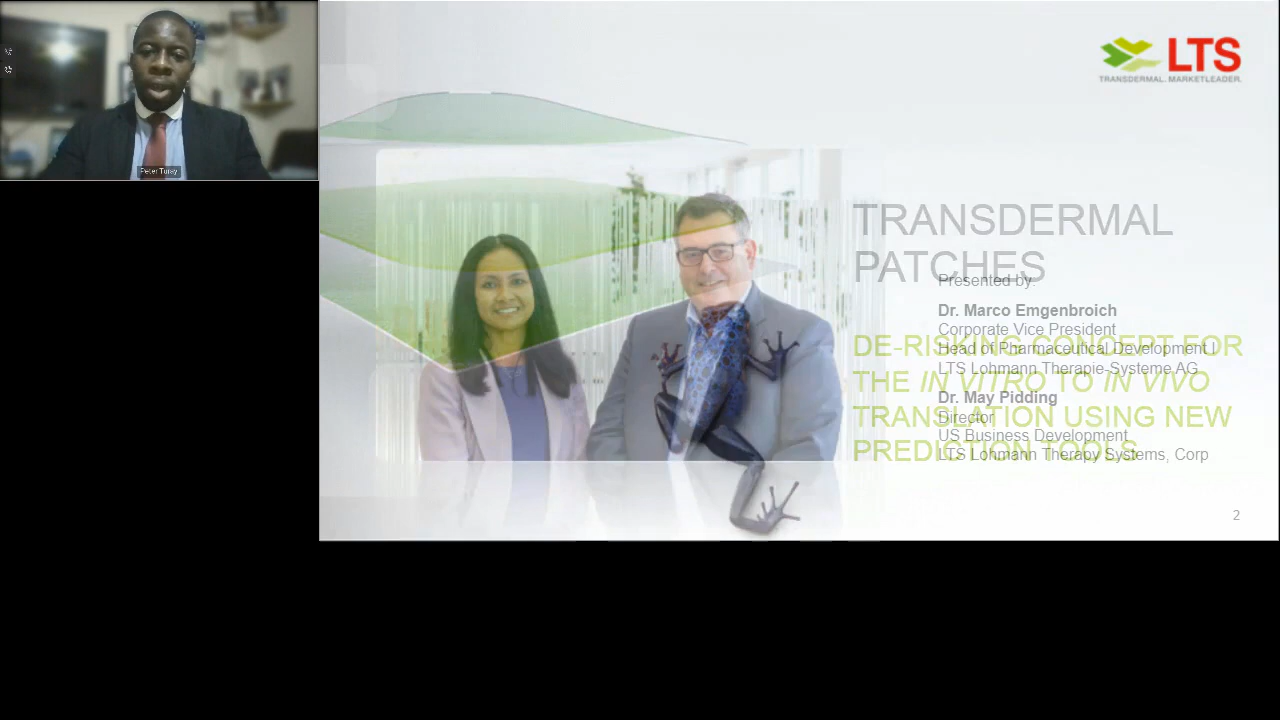 Peter Turay
LTS
TRANSDERMAL. MARKETLEADER.
TRANSDERMAL
PATCHES
DE-RISKING CONCEPT FOR
THE IN VITRO TO IN VIVO
TRANSLATION USING NEW
PREDICTION TOOLS
Presented by:
Dr. Marco Emgenbroich
Corporate Vice President
Head of Pharmaceutical Development I
LTS Lohmann Therapie-Systeme AG
Dr. May Pidding
Director
US Business Development
LTS Lohmann Therapy Systems, Corp
2